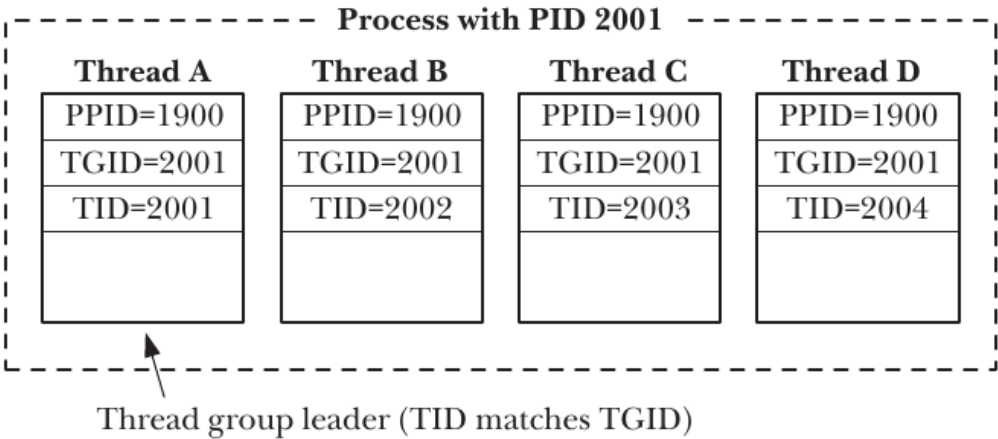 Process with PID 2001
Thread A Thread B Thread C Thread D
PPID=1900 PPID=1900 PPID=1900 PPID=1900
TGID=2001 TGID=2001 TGID=2001 TGID=2001
TID=2001 TID=2002 TID=2003 TID=2004
Thread group leader (TID matches TGID)